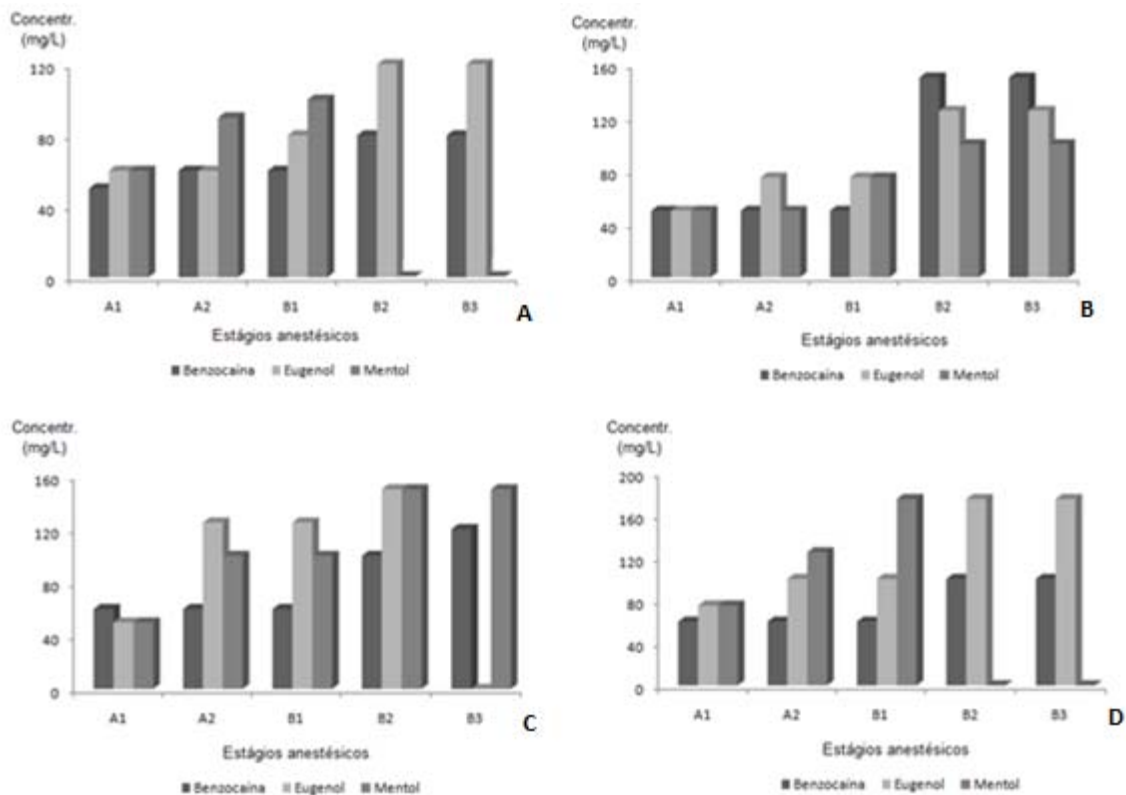 Concentr.
(mg/L)
120
80
40
0
A1 A2 B1 B2 B3
Estágios anestésicos
A
■ Benzocaína ■ Eugenol ■ Mentol
Concentr.
(mg/L)
160
120
80
40
0
A1 A2 B1 B2 B3
Estágios anestésicos
B
■ Benzocaína ■ Eugenol ■ Mentol
Concentr.
(mg/L)
160
120
80
40
0
A1 A2 B1 B2 B3
Estágios anestésicos
C
■ Benzocaína ■ Eugenol ■ Mentol
Concentr.
(mg/L)
200
160
120
80
40
0
A1 A2 B1 B2 B3
Estágios anestésicos
D
■ Benzocaína ■ Eugenol ■ Mentol